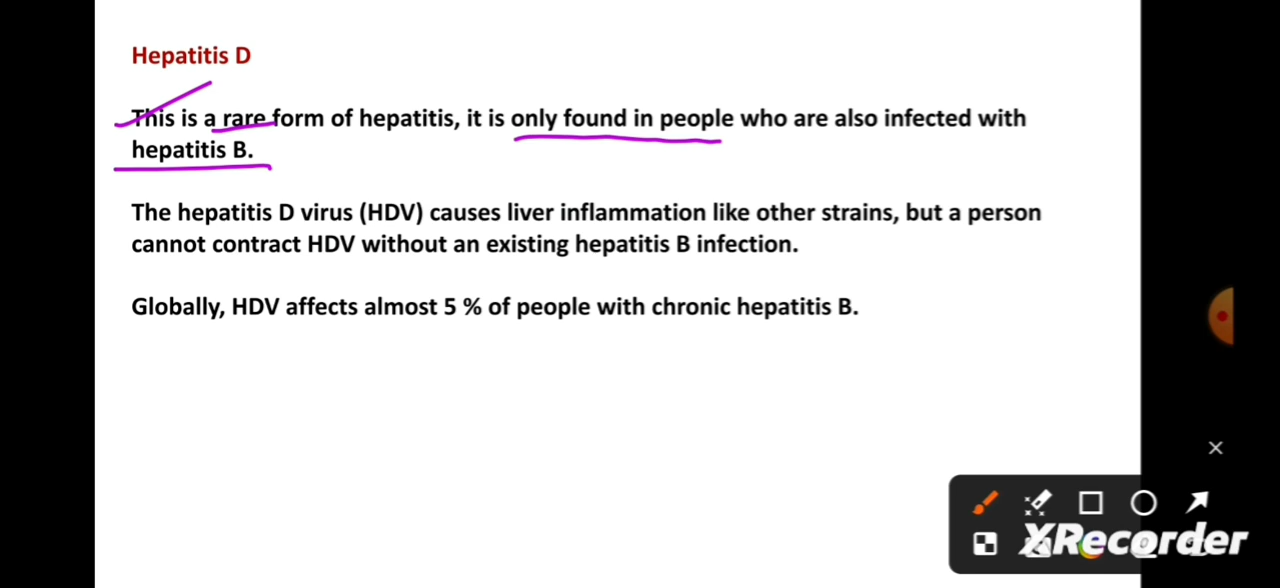 Hepatitis D
This is a rare form of hepatitis, it is only found in people who are also infected with
hepatitis B.
The hepatitis D virus (HDV) causes liver inflammation like other strains, but a person
cannot contract HDV without an existing hepatitis B infection.
Globally, HDV affects almost 5 % of people with chronic hepatitis B.
XRecorder